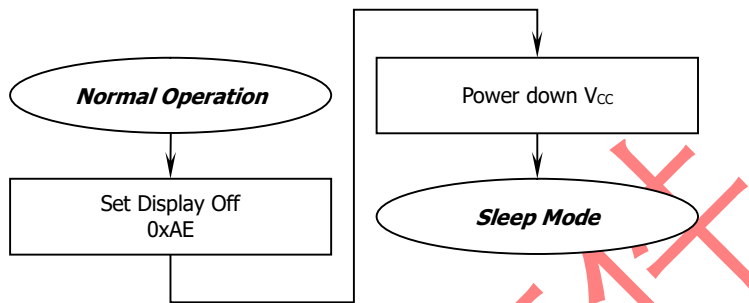 Normal Operation
Set Display Off
0xAE
Power down VCC
Sleep Mode